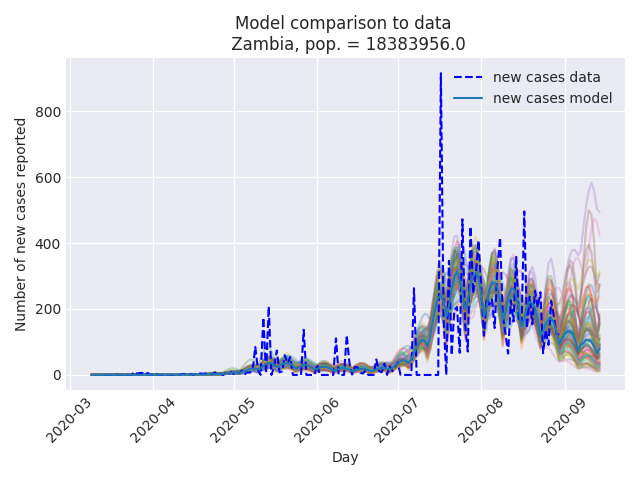 Model comparison to data
Zambia, pop. = 18383956.0
new cases data
new cases model
Number of new cases reported
800
600
400
200
0
2020-03
2020-04
2020-05
2020-06
2020-07
2020-08
2020-09
Day